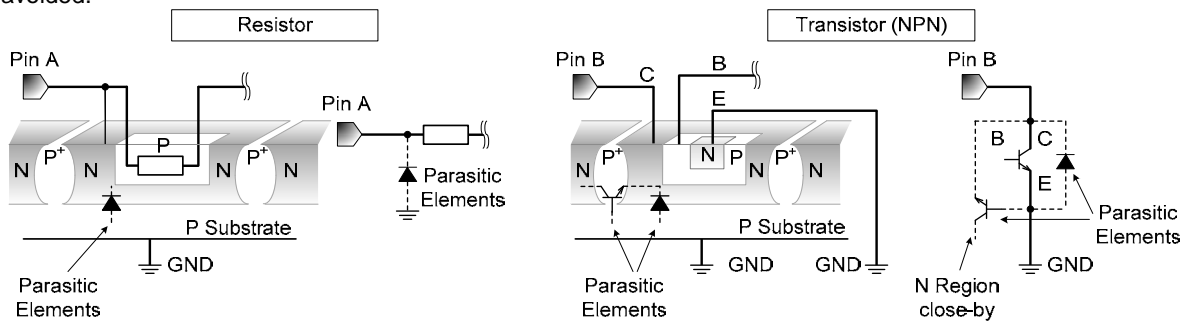 avoided.
Resistor
Transistor (NPN)
Pin A
Pin A
N P+ N P N P+ N
Parasitic
Elements
P Substrate
GND
Parasitic
Elements
Pin B
C
B
E
N P+ N N P N P+ N
P Substrate
GND
GND
Parasitic
Elements
Pin B
B C
E
Parasitic
Elements
GND
N Region
close-by